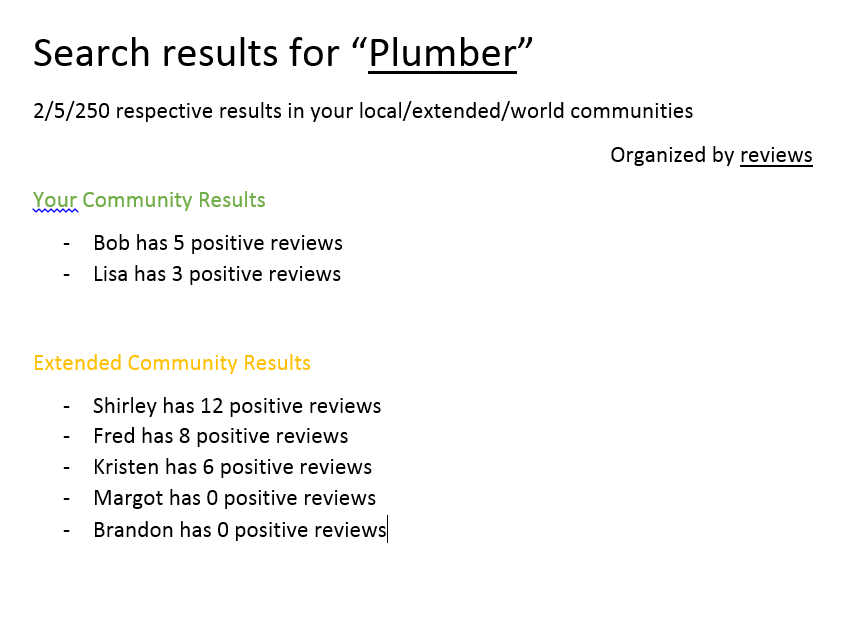 Search results for “Plumber”
2/5/250 respective results in your local/extended/world communities
Organized by reviews
Your Community Results
- Bob has 5 positive reviews
- Lisa has 3 positive reviews
Extended Community Results
- Shirley has 12 positive reviews
- Fred has 8 positive reviews
- Kristen has 6 positive reviews
- Margot has 0 positive reviews
- Brandon has 0 positive reviews